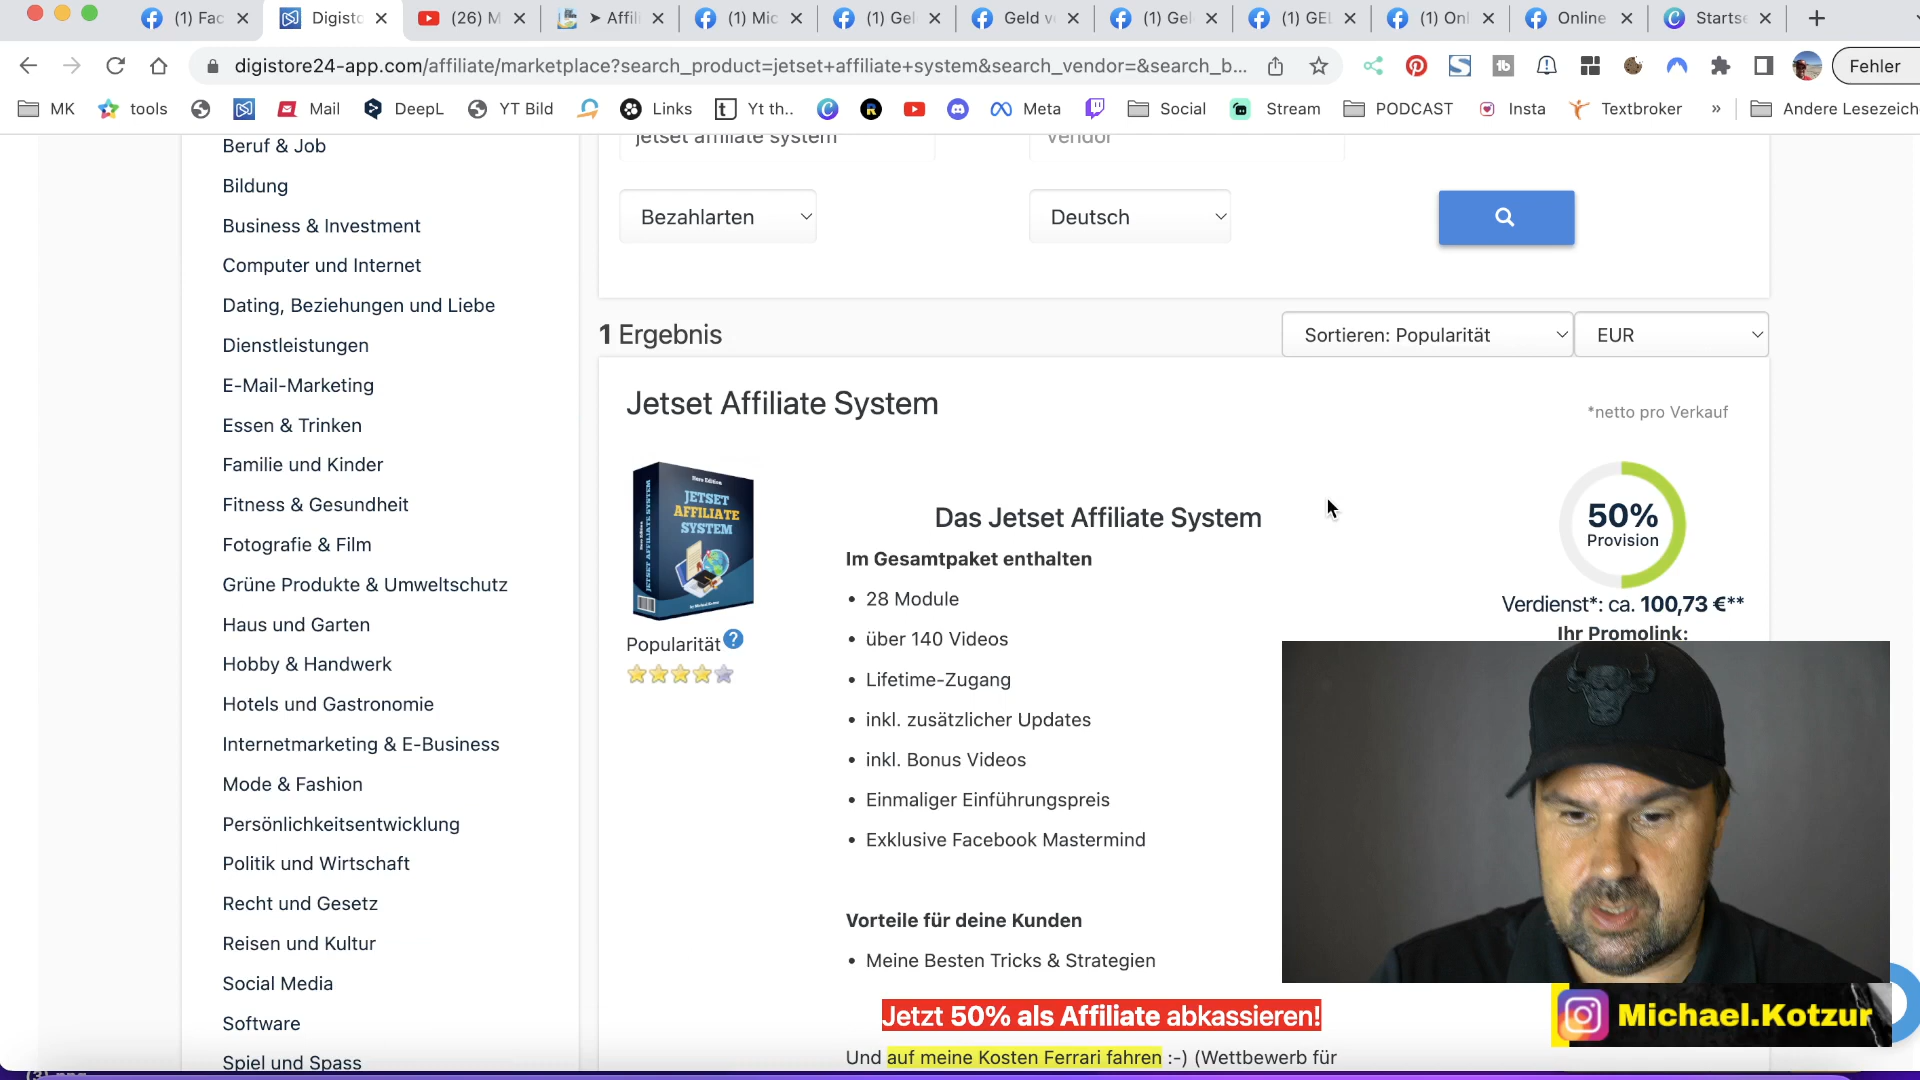 (1) Fac
Digisto
(26) M
➤ Affili
(1) Mic
(1) Gel
Geld v
(1) Gel
(1) GEL
(1) Onl
Online
Starts
digistore24-app.com/affiliate/marketplace?search_product=jetset+affiliate+system&search_vendor=&search_b...
Fehler
MK
tools
Mail
DeepL
YT Bild
Links
Yt th..
Meta
Social
Stream
PODCAST
Insta
Textbroker
»
Andere Lesezeich
jetset affiliate system
Vendor
Bezahlarten
Deutsch
Beruf & Job
Bildung
Business & Investment
Computer und Internet
Dating, Beziehungen und Liebe
Dienstleistungen
E-Mail-Marketing
Essen & Trinken
Familie und Kinder
Fitness & Gesundheit
Fotografie & Film
Grüne Produkte & Umweltschutz
Haus und Garten
Hobby & Handwerk
Hotels und Gastronomie
Internetmarketing & E-Business
Mode & Fashion
Persönlichkeitsentwicklung
Politik und Wirtschaft
Recht und Gesetz
Reisen und Kultur
Social Media
Software
Spiel und Spass
1 Ergebnis
Sortieren: Popularität
EUR
Jetset Affiliate System
*netto pro Verkauf
JETSET
AFFILIATE
SYSTEM
JETSET AFFILIATE SYSTEM
Popularität
Das Jetset Affiliate System
Im Gesamtpaket enthalten
• 28 Module
• über 140 Videos
• Lifetime-Zugang
• inkl. zusätzlicher Updates
• inkl. Bonus Videos
• Einmaliger Einführungspreis
• Exklusive Facebook Mastermind
Vorteile für deine Kunden
• Meine Besten Tricks & Strategien
Jetzt 50% als Affiliate abkassieren!
Und auf meine Kosten Ferrari fahren :-) (Wettbewerb für
50%
Provision
Verdienst*: ca. 100,73 €**
Ihr Promolink:
Michael.Kotzur